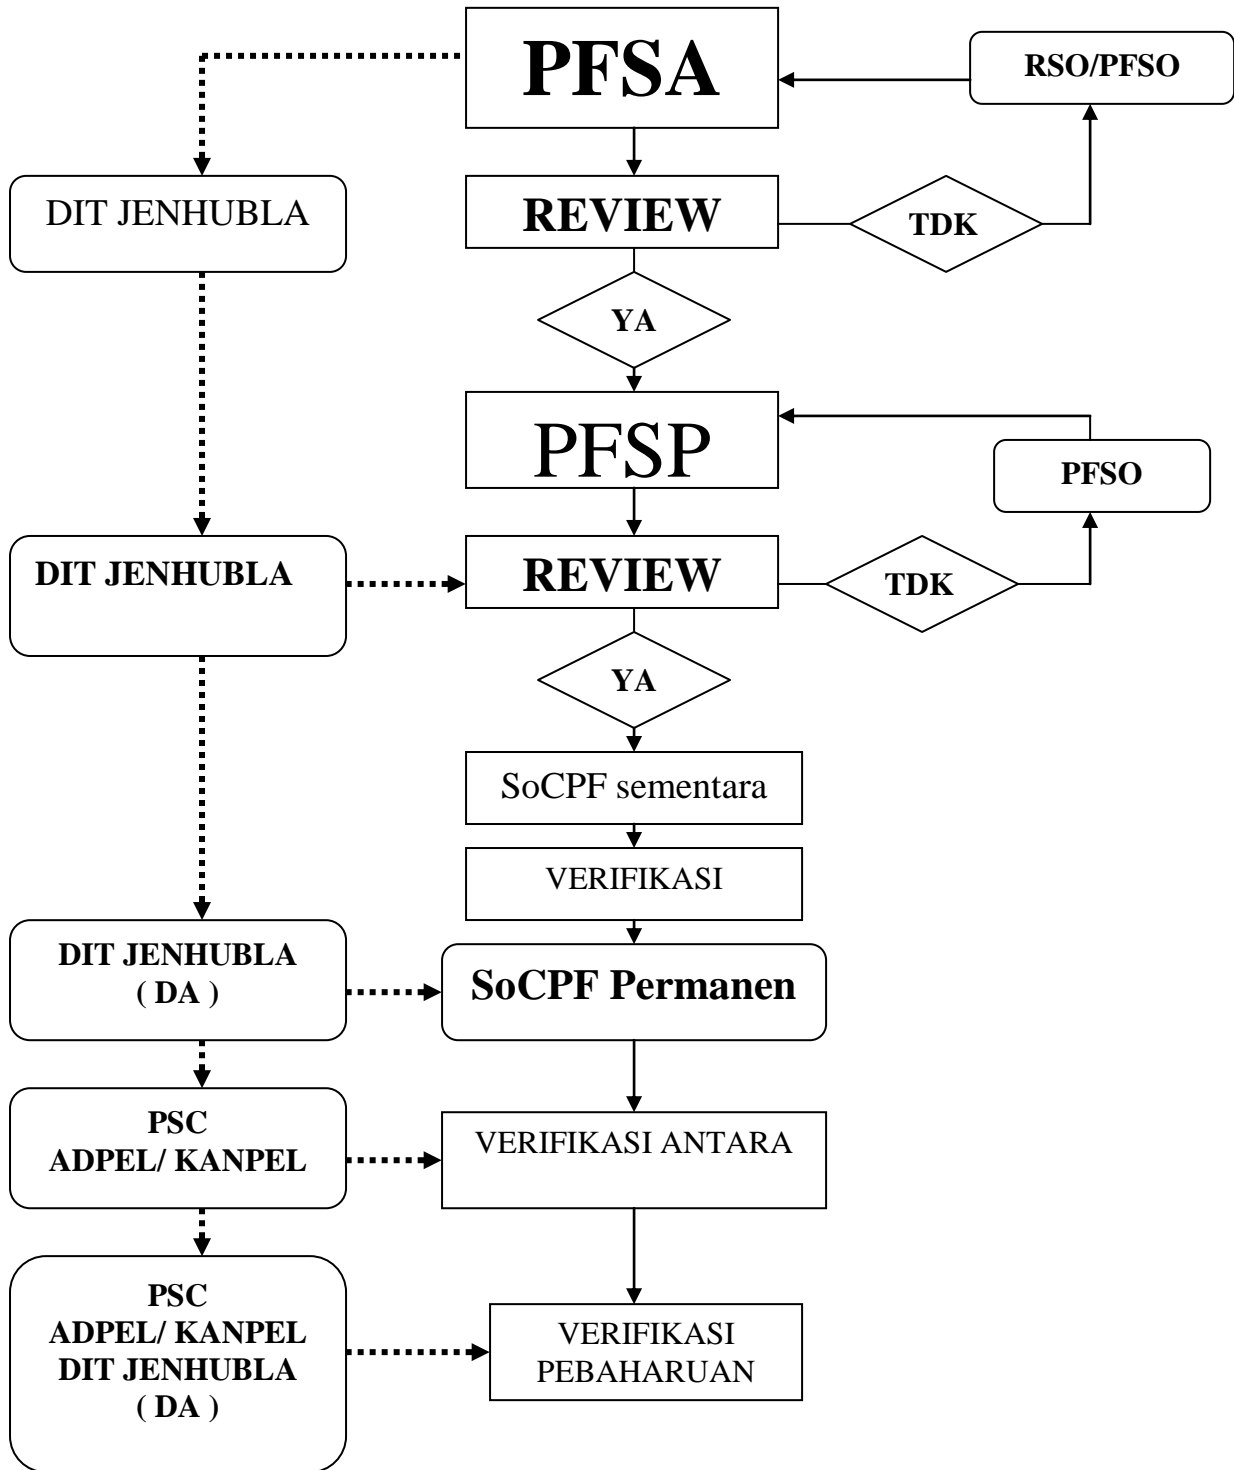 PFSA
RSO/PFSO
DIT JENHUBLA
REVIEW
TDK
YA
PFSP
PFSO
DIT JENHUBLA
REVIEW
TDK
YA
SoCPF sementara
VERIFIKASI
DIT JENHUBLA
( DA )
SoCPF Permanen
PSC
ADPEL/ KANPEL
VERIFIKASI ANTARA
PSC
ADPEL/ KANPEL
DIT JENHUBLA
( DA )
VERIFIKASI
PEBAHARUAN